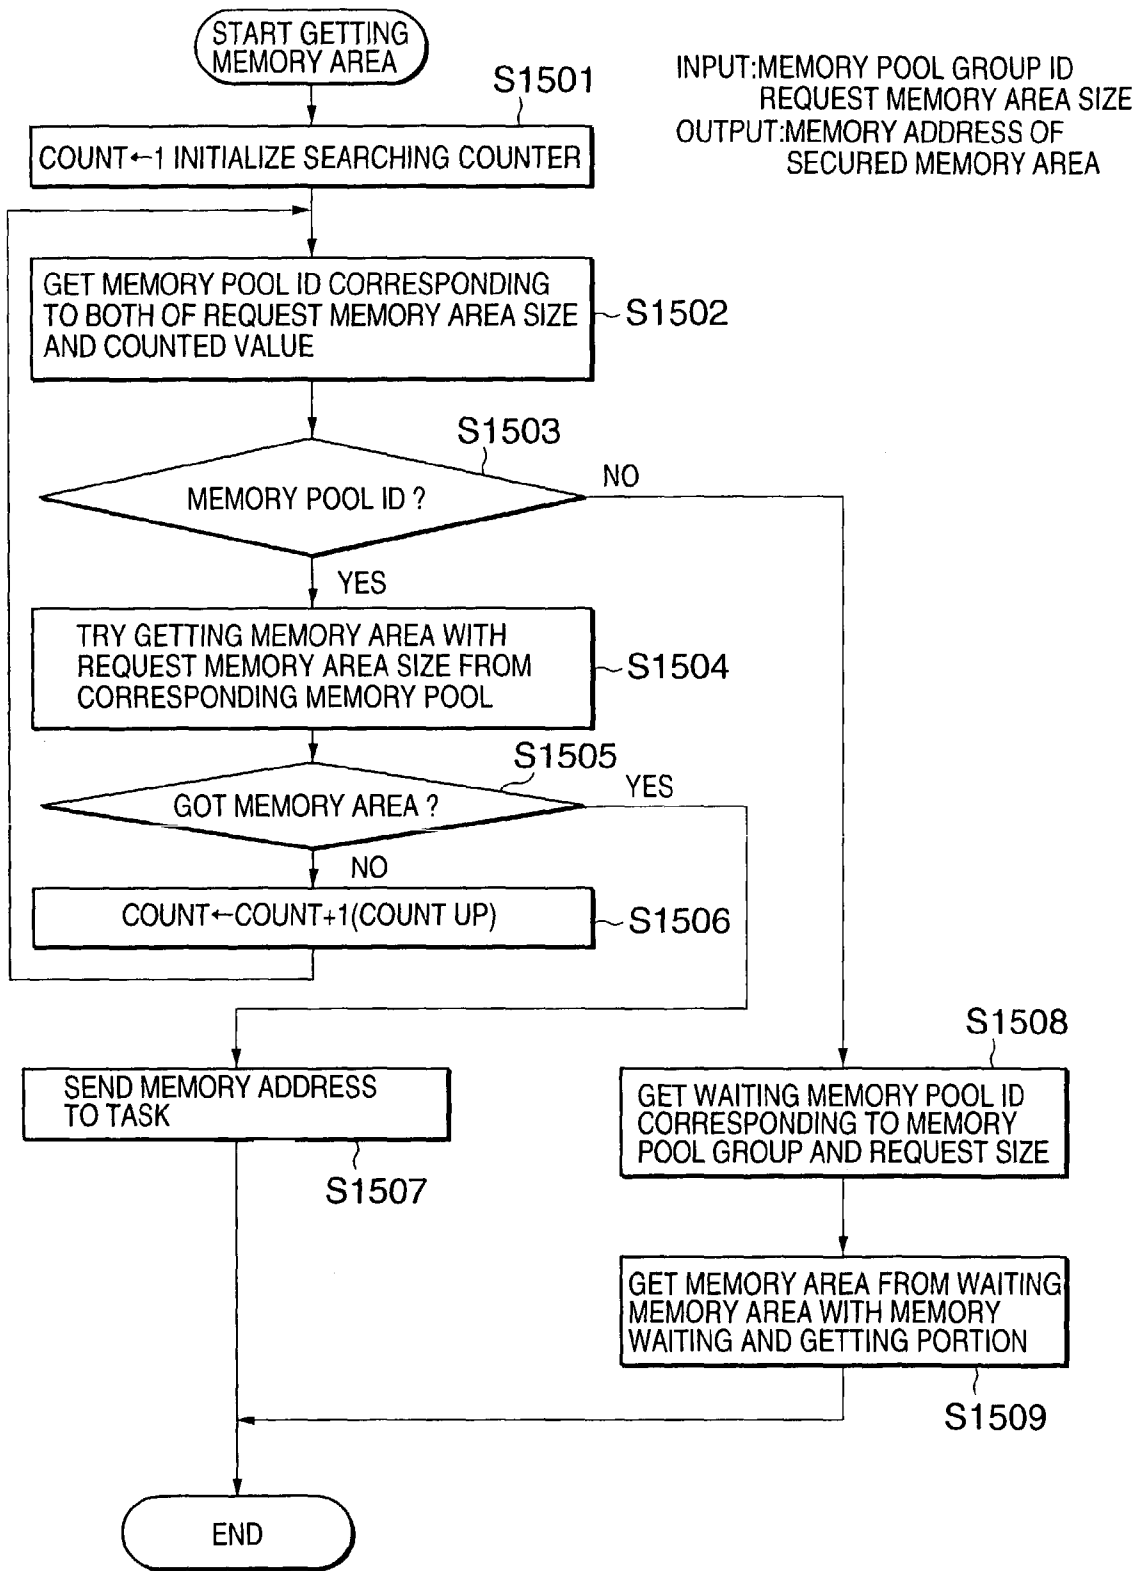 START GETTING
MEMORY AREA
INPUT:MEMORY POOL GROUP ID
REQUEST MEMORY AREA SIZE
OUTPUT:MEMORY ADDRESS OF
SECURED MEMORY AREA
S1501
COUNT←1 INITIALIZE SEARCHING COUNTER
GET MEMORY POOL ID CORRESPONDING
TO BOTH OF REQUEST MEMORY AREA SIZE
AND COUNTED VALUE
S1502
S1503
MEMORY POOL ID ?
NO
YES
TRY GETTING MEMORY AREA WITH
REQUEST MEMORY AREA SIZE FROM
CORRESPONDING MEMORY POOL
S1504
S1505
GOT MEMORY AREA ?
YES
NO
COUNT←COUNT+1(COUNT UP)
S1506
SEND MEMORY ADDRESS
TO TASK
S1507
S1508
GET WAITING MEMORY POOL ID
CORRESPONDING TO MEMORY
POOL GROUP AND REQUEST SIZE
GET MEMORY AREA FROM WAITING
MEMORY AREA WITH MEMORY
WAITING AND GETTING PORTION
S1509
END